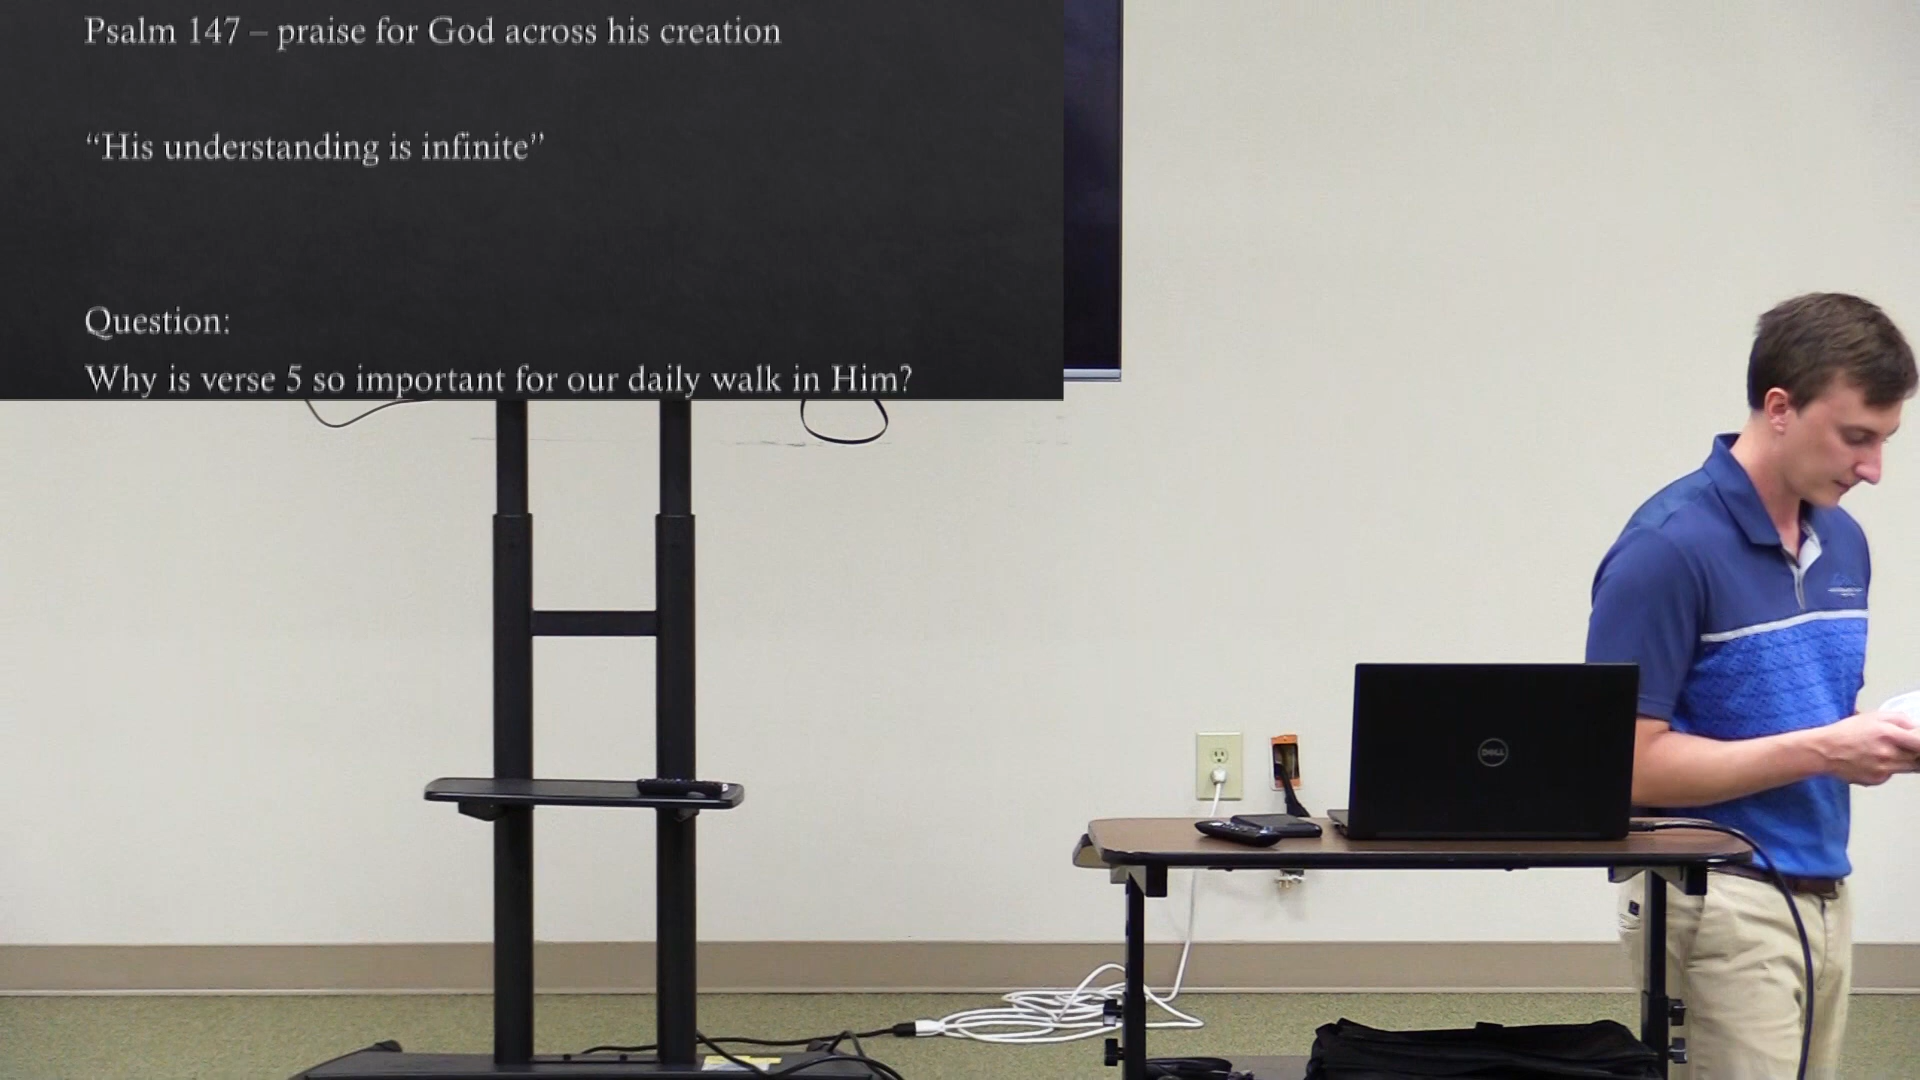 Psalm 147 – praise for God across his creation
“His understanding is infinite”
Question:
Why is verse 5 so important for our daily walk in Him?
DELL